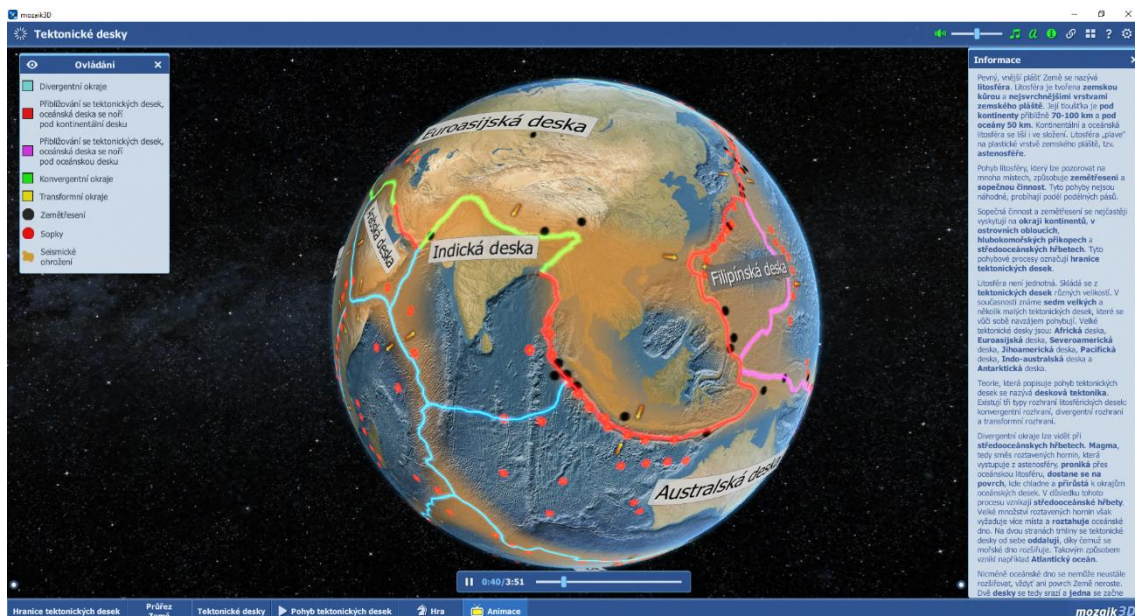 mozaik3D
Tektonické desky
Ovládání
Divergentní okraje
Přibližování se tektonických desek,
oceánská deska se noří
pod kontinentální desku
Přibližování se tektonických desek,
oceánská deska se noří
pod oceánskou desku
Konvergentní okraje
Transformní okraje
Zemětřesení
Sopky
Seismické
ohrožení
Euroasijská deska
Indická deska
Filipínská deska
Australská deska
Informace
Pevný, vnější plášť Země se nazývá
litosféra. Litosféra je tvořena zemskou
kůrou a nejsvrchnějšími vrstvami
zemského pláště. Její tloušťka je pod
kontinenty přibližně 70-100 km a pod
oceány 50 km. Kontinentální a oceánská
litosféra se liší i ve složení. Litosféra „plave“
na plastické vrstvě zemského pláště, tzv.
astenosféře.
Pohyb litosféry, který lze pozorovat na
mnoha místech, způsobuje zemětřesení a
sopečnou činnost. Tyto pohyby nejsou
náhodné, probíhají podél podélných pásů.
Sopečná činnost a zemětřesení se nejčastěji
vyskytují na okraji kontinentů, v
ostrovních obloucích,
hlubokomořských příkopech a
středooceánských hřbetech. Tyto
pohybové procesy označují hranice
tektonických desek.
Litosféra není jednotná. Skládá se z
tektonických desek různých velikostí. V
současnosti známe sedm velkých a
několik malých tektonických desek, které se
vůči sobě navzájem pohybují. Velké
tektonické desky jsou: Africká deska,
Euroasijská deska, Severoamerická
deska, Jihoamerická deska, Pacifická
deska, Indo-australská deska a
Antarktická deska.
Teorie, která popisuje pohyb tektonických
desek se nazývá desková tektonika.
Existují tři typy rozhraní litosférických desek:
konvergentní rozhraní, divergentní rozhraní
a transformní rozhraní.
Divergentní okraje lze vidět při
středooceánskych hřbetech. Magma,
tedy směs roztavených hornin, která
vystupuje z astenosféry, proniká přes
oceánskou litosféru, dostane se na
povrch, kde chladne a přirůstá k okrajům
oceánských desek. V důsledku tohoto
procesu vznikají středooceánské hřbety.
Velké množství roztavených hornin však
vyžaduje více místa a roztahuje oceánské
dno. Na dvou stranách trhliny se tektonické
desky od sebe oddalují, díky čemuž se
mořské dno rozšiřuje. Takovým způsobem
vznikl například Atlantický oceán.
Nicméně oceánské dno se nemůže neustále
rozšiřovat, vždyť ani povrch Země neroste.
Dvě desky se tedy srazí a jedna se začne
0:40/3:51
Hranice tektonických desek
Průřez
Tektonické desky
Pohyb tektonických desek
Hra
Animace
mozaik3D